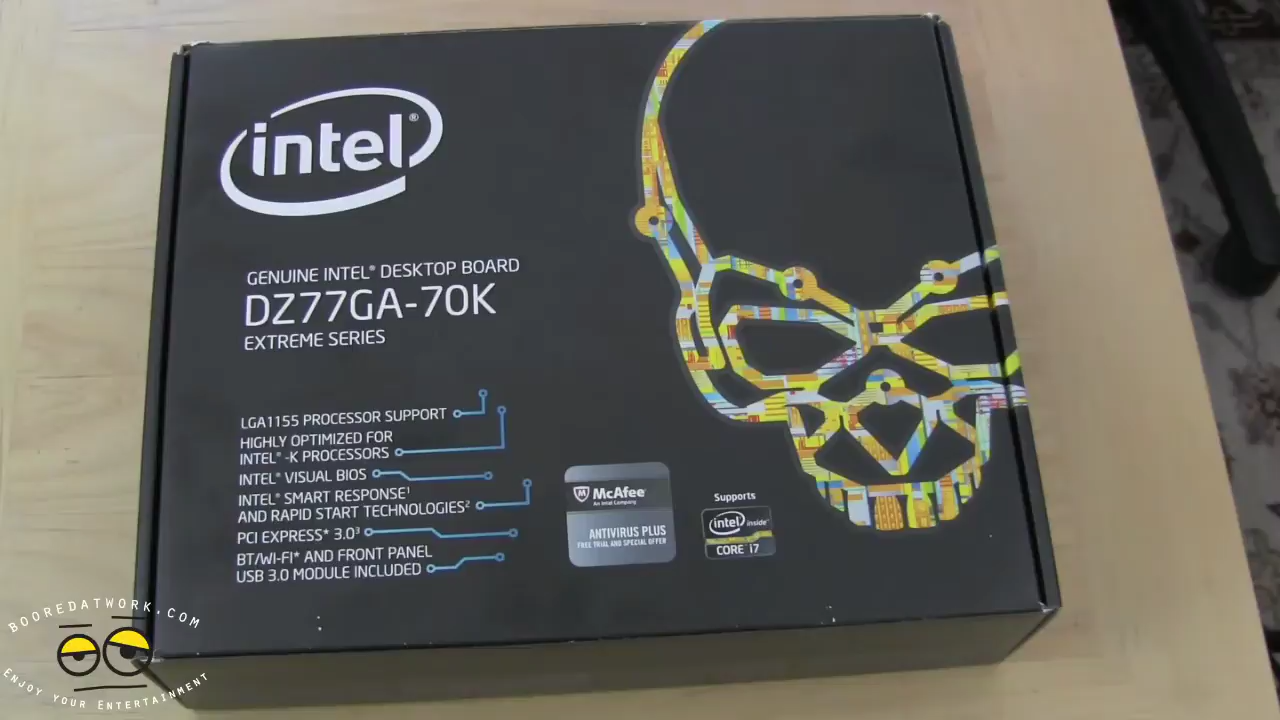 intel®
GENUINE INTEL® DESKTOP BOARD
DZ77GA-70K
EXTREME SERIES
LGA1155 PROCESSOR SUPPORT
HIGHLY OPTIMIZED FOR
INTEL® -K PROCESSORS
INTEL® VISUAL BIOS
INTEL® SMART RESPONSE¹
AND RAPID START TECHNOLOGIES²
PCI EXPRESS* 3.0³
BT/WI-FI* AND FRONT PANEL
USB 3.0 MODULE INCLUDED
McAfee®
An Intel Company
ANTIVIRUS PLUS
FREE TRIAL AND SPECIAL OFFER
Supports
intel inside™
CORE i7
BOOREDATWORK.COM
ENJOY YOUR ENTERTAINMENT